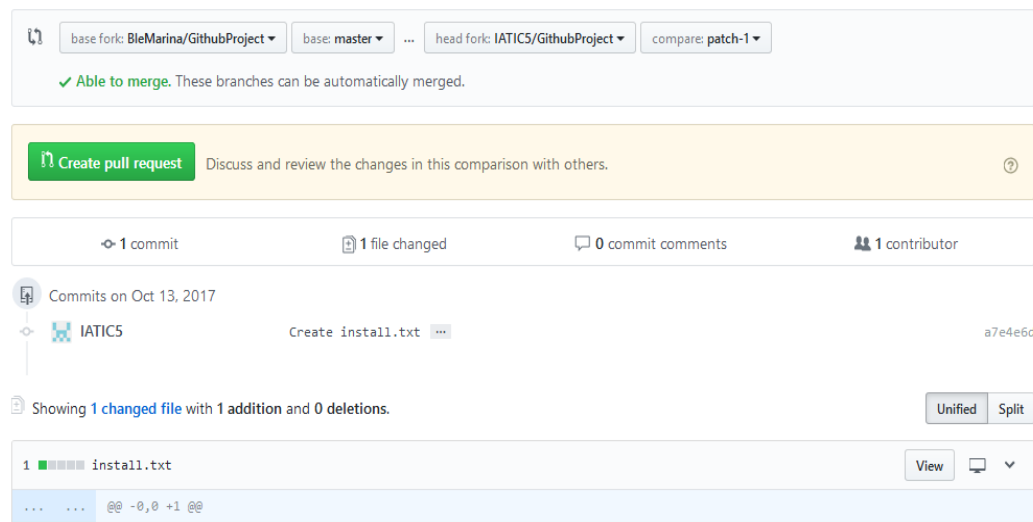 base fork: BleMarina/GithubProject base: master ... head fork: IATIC5/GithubProject compare: patch-1
Able to merge. These branches can be automatically merged.
Create pull request Discuss and review the changes in this comparison with others.
1 commit 1 file changed 0 commit comments 1 contributor
Commits on Oct 13, 2017
IATIC5 Create install.txt ... a7e4e6
Showing 1 changed file with 1 addition and 0 deletions. Unified Split
1 install.txt View
... ... @@ -0,0 +1 @@